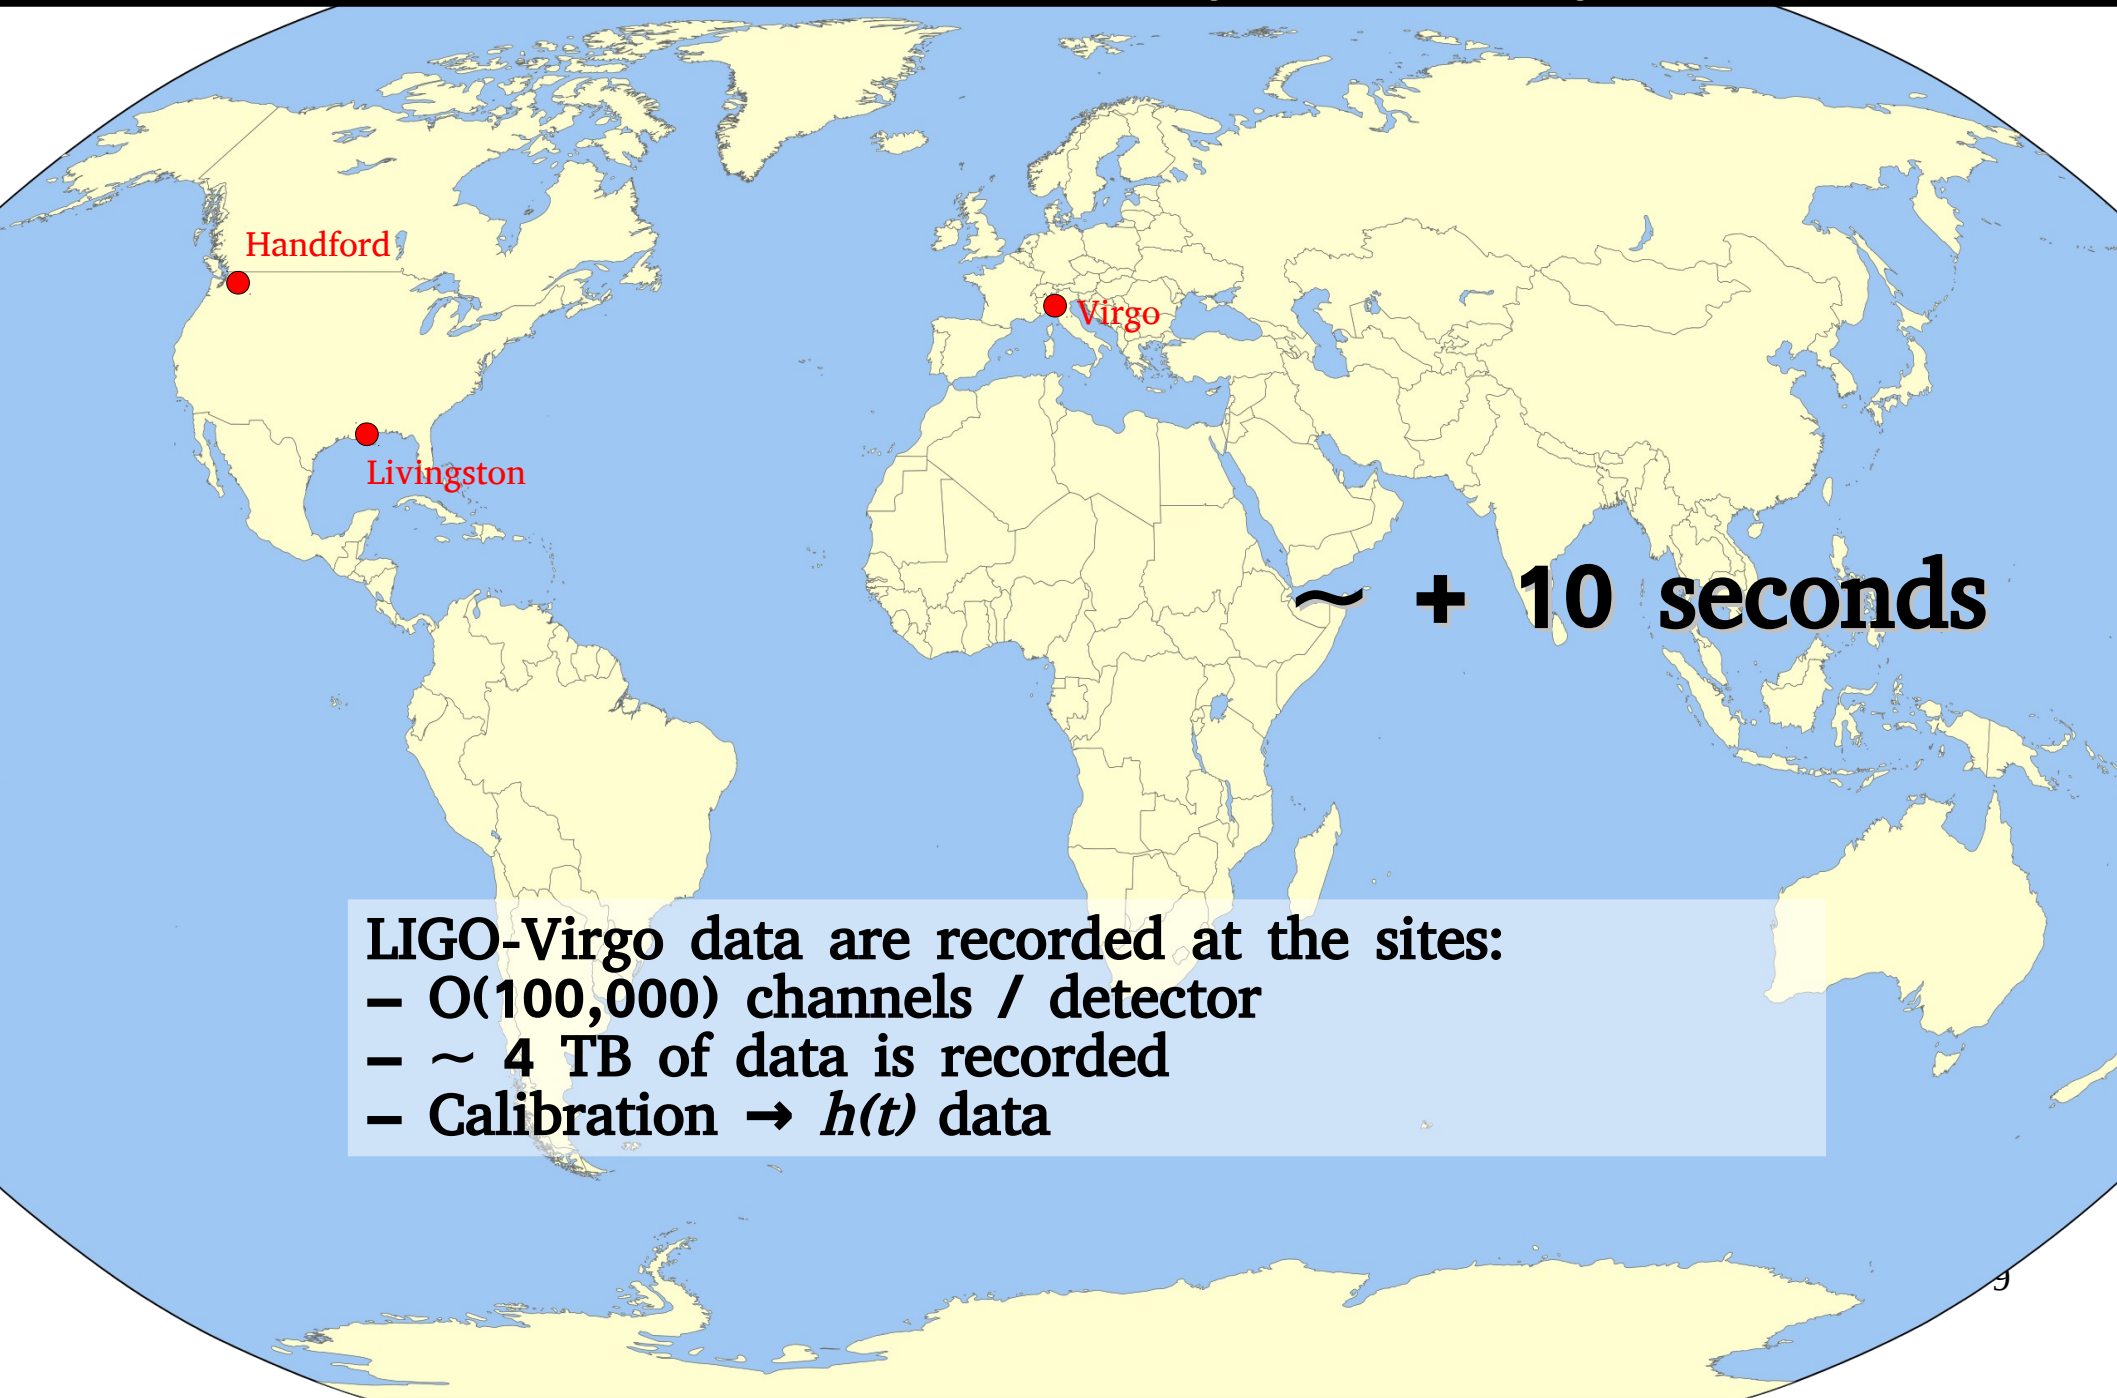 Handford
Virgo
Livingston
~ + 10 seconds
LIGO-Virgo data are recorded at the sites:
– O(100,000) channels / detector
– ~ 4 TB of data is recorded
– Calibration → h(t) data
9